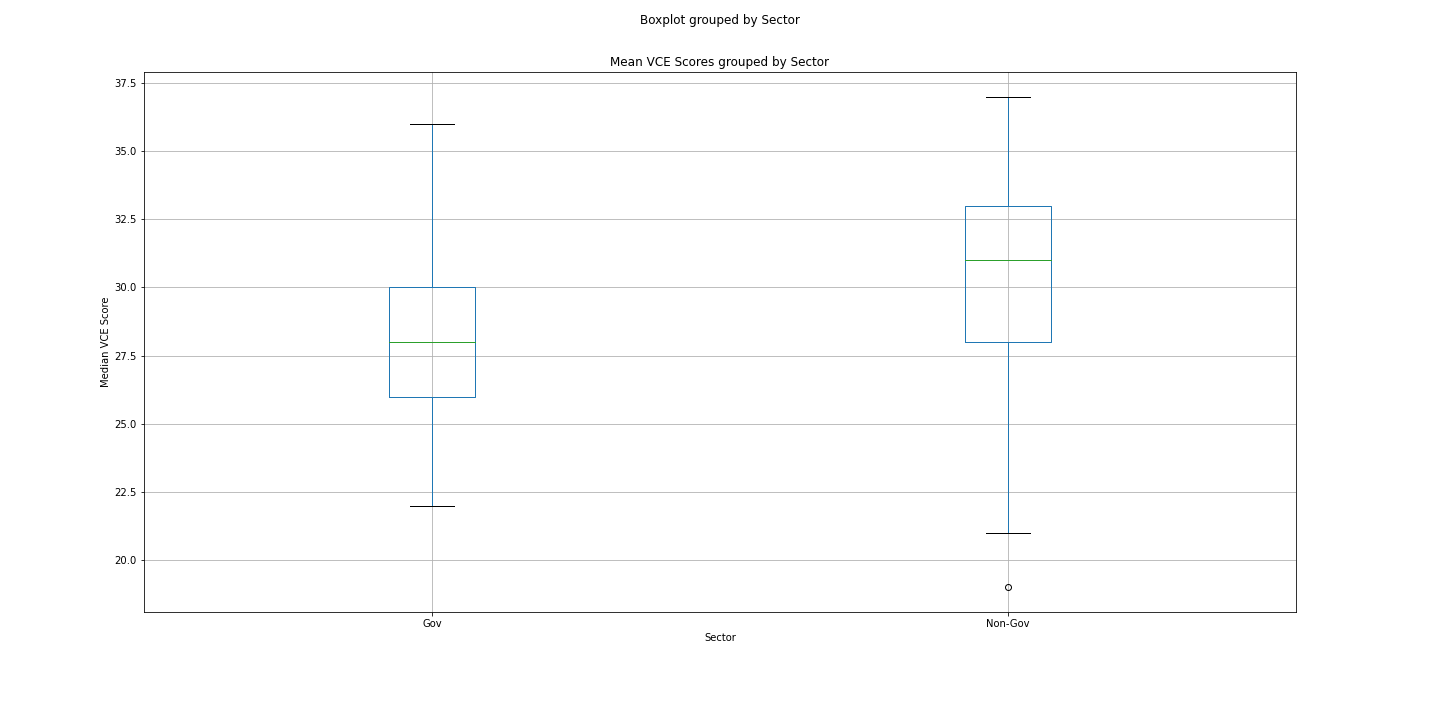 Boxplot grouped by Sector
Mean VCE Scores grouped by Sector
37.5
35.0
32.5
30.0
27.5
25.0
22.5
20.0
Median VCE Score
Gov
Non-Gov
Sector